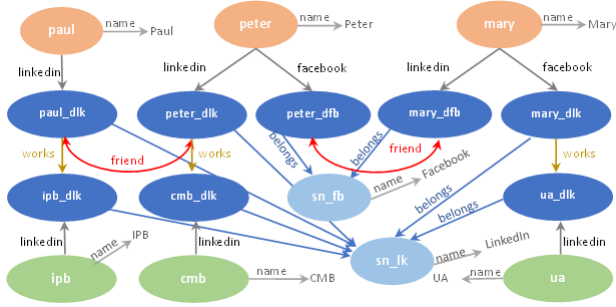 paul
name
Paul
peter
name
Peter
mary
name
Mary
linkedin
linkedin
facebook
linkedin
facebook
paul_dlk
peter_dlk
peter_dfb
mary_dfb
mary_dlk
works
friend
works
belongs
friend
belongs
works
ipb_dlk
cmb_dlk
sn_fb
name
Facebook
belongs
belongs
ua_dlk
linkedin
name
IPB
linkedin
sn_lk
name
LinkedIn
linkedin
ipb
cmb
name
CMB
UA
name
ua